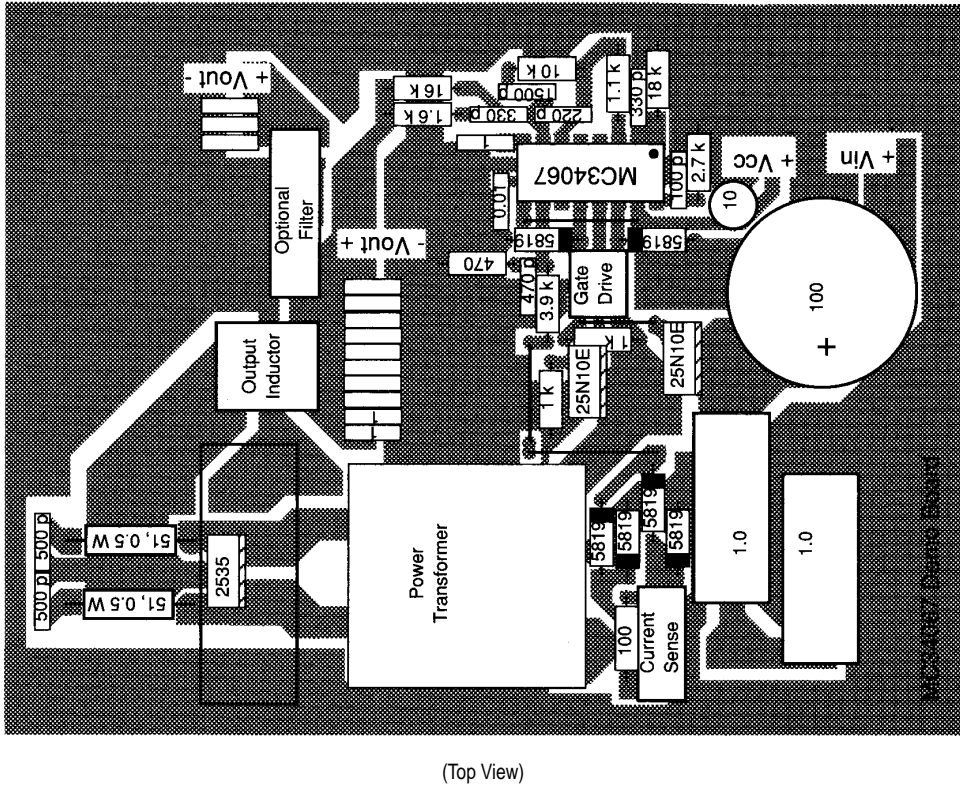 + Vout -
10 k
16 k
1500 p
1.6 k
330 p
220 p
1.1 k
330 p
18 k
1
MC34067
100 p
2.7 k
+ Vcc
+ Vin
10
Optional
Filter
0.01
5819
5819
- Vout +
470
470 p
3.9 k
Gate
Drive
1 k
100
+
Output
Inductor
25N10E
25N10E
1 k
1
1
Power
Transformer
500 p
500 p
51, 0.5 W
51, 0.5 W
2535
5819
5819
5819
5819
1.0
1.0
100
Current
Sense
MC34067 Demo Board
(Top View)